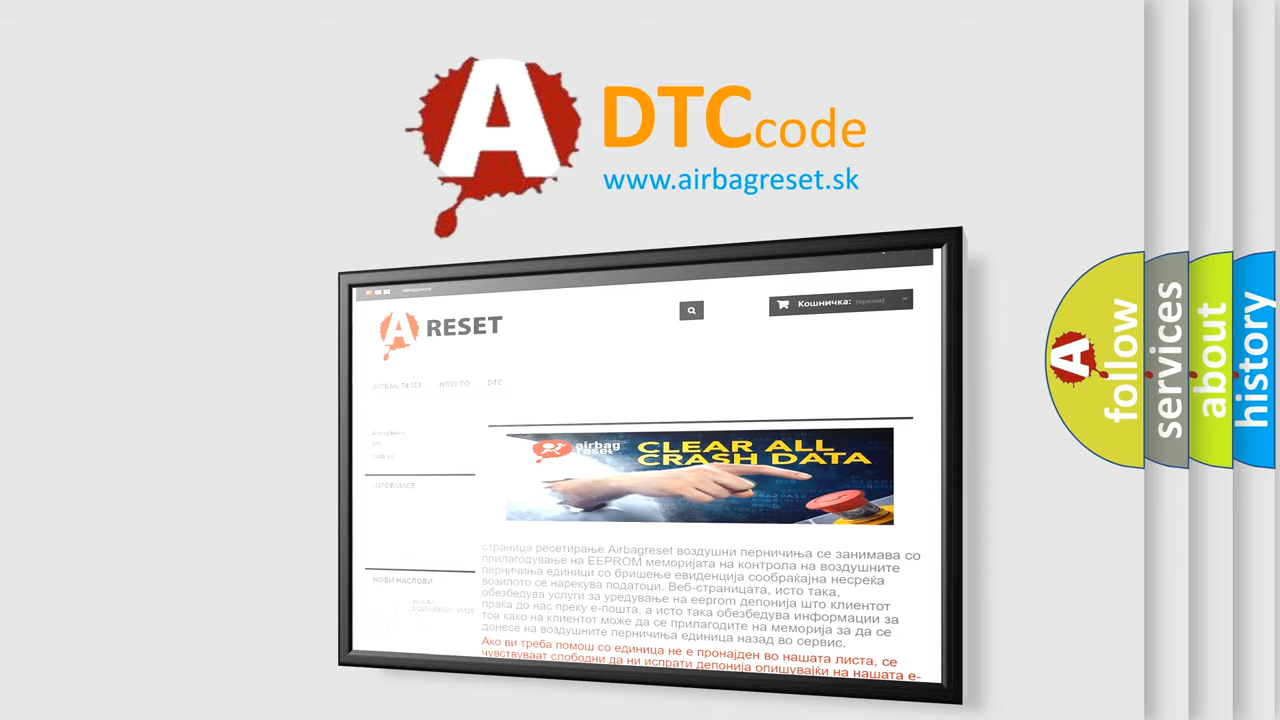 A DTCcode
www.airbagreset.sk
Кошничка: (празни)
A RESET
AIRBAG RESET HOW TO DTC
airbag
reset
CLEAR ALL
CRASH DATA
INFORMACE
НОВИ НАСЛОВИ
страница ресетирање Airbagreset воздушни перничиња се занимава со
прилагодување на EEPROM меморијата на контрола на воздушните
перничиња единици со бришење евиденција сообраќајна несреќа
возилото се нарекува податоци. Веб-страницата, исто така,
обезбедува услуги за уредување на eeprom депонија што клиентот
праќа до нас преку е-пошта, а исто така обезбедува информации за
тоа како на клиентот може да се прилагодите на меморија за да се
донесе на воздушните перничиња единица назад во сервис.
Ако ви треба помош со единица не е пронајден во нашата листа, се
чувствуваат слободни да ни испрати депонија опишувајќи на нашата е-
A follow
services
about
history